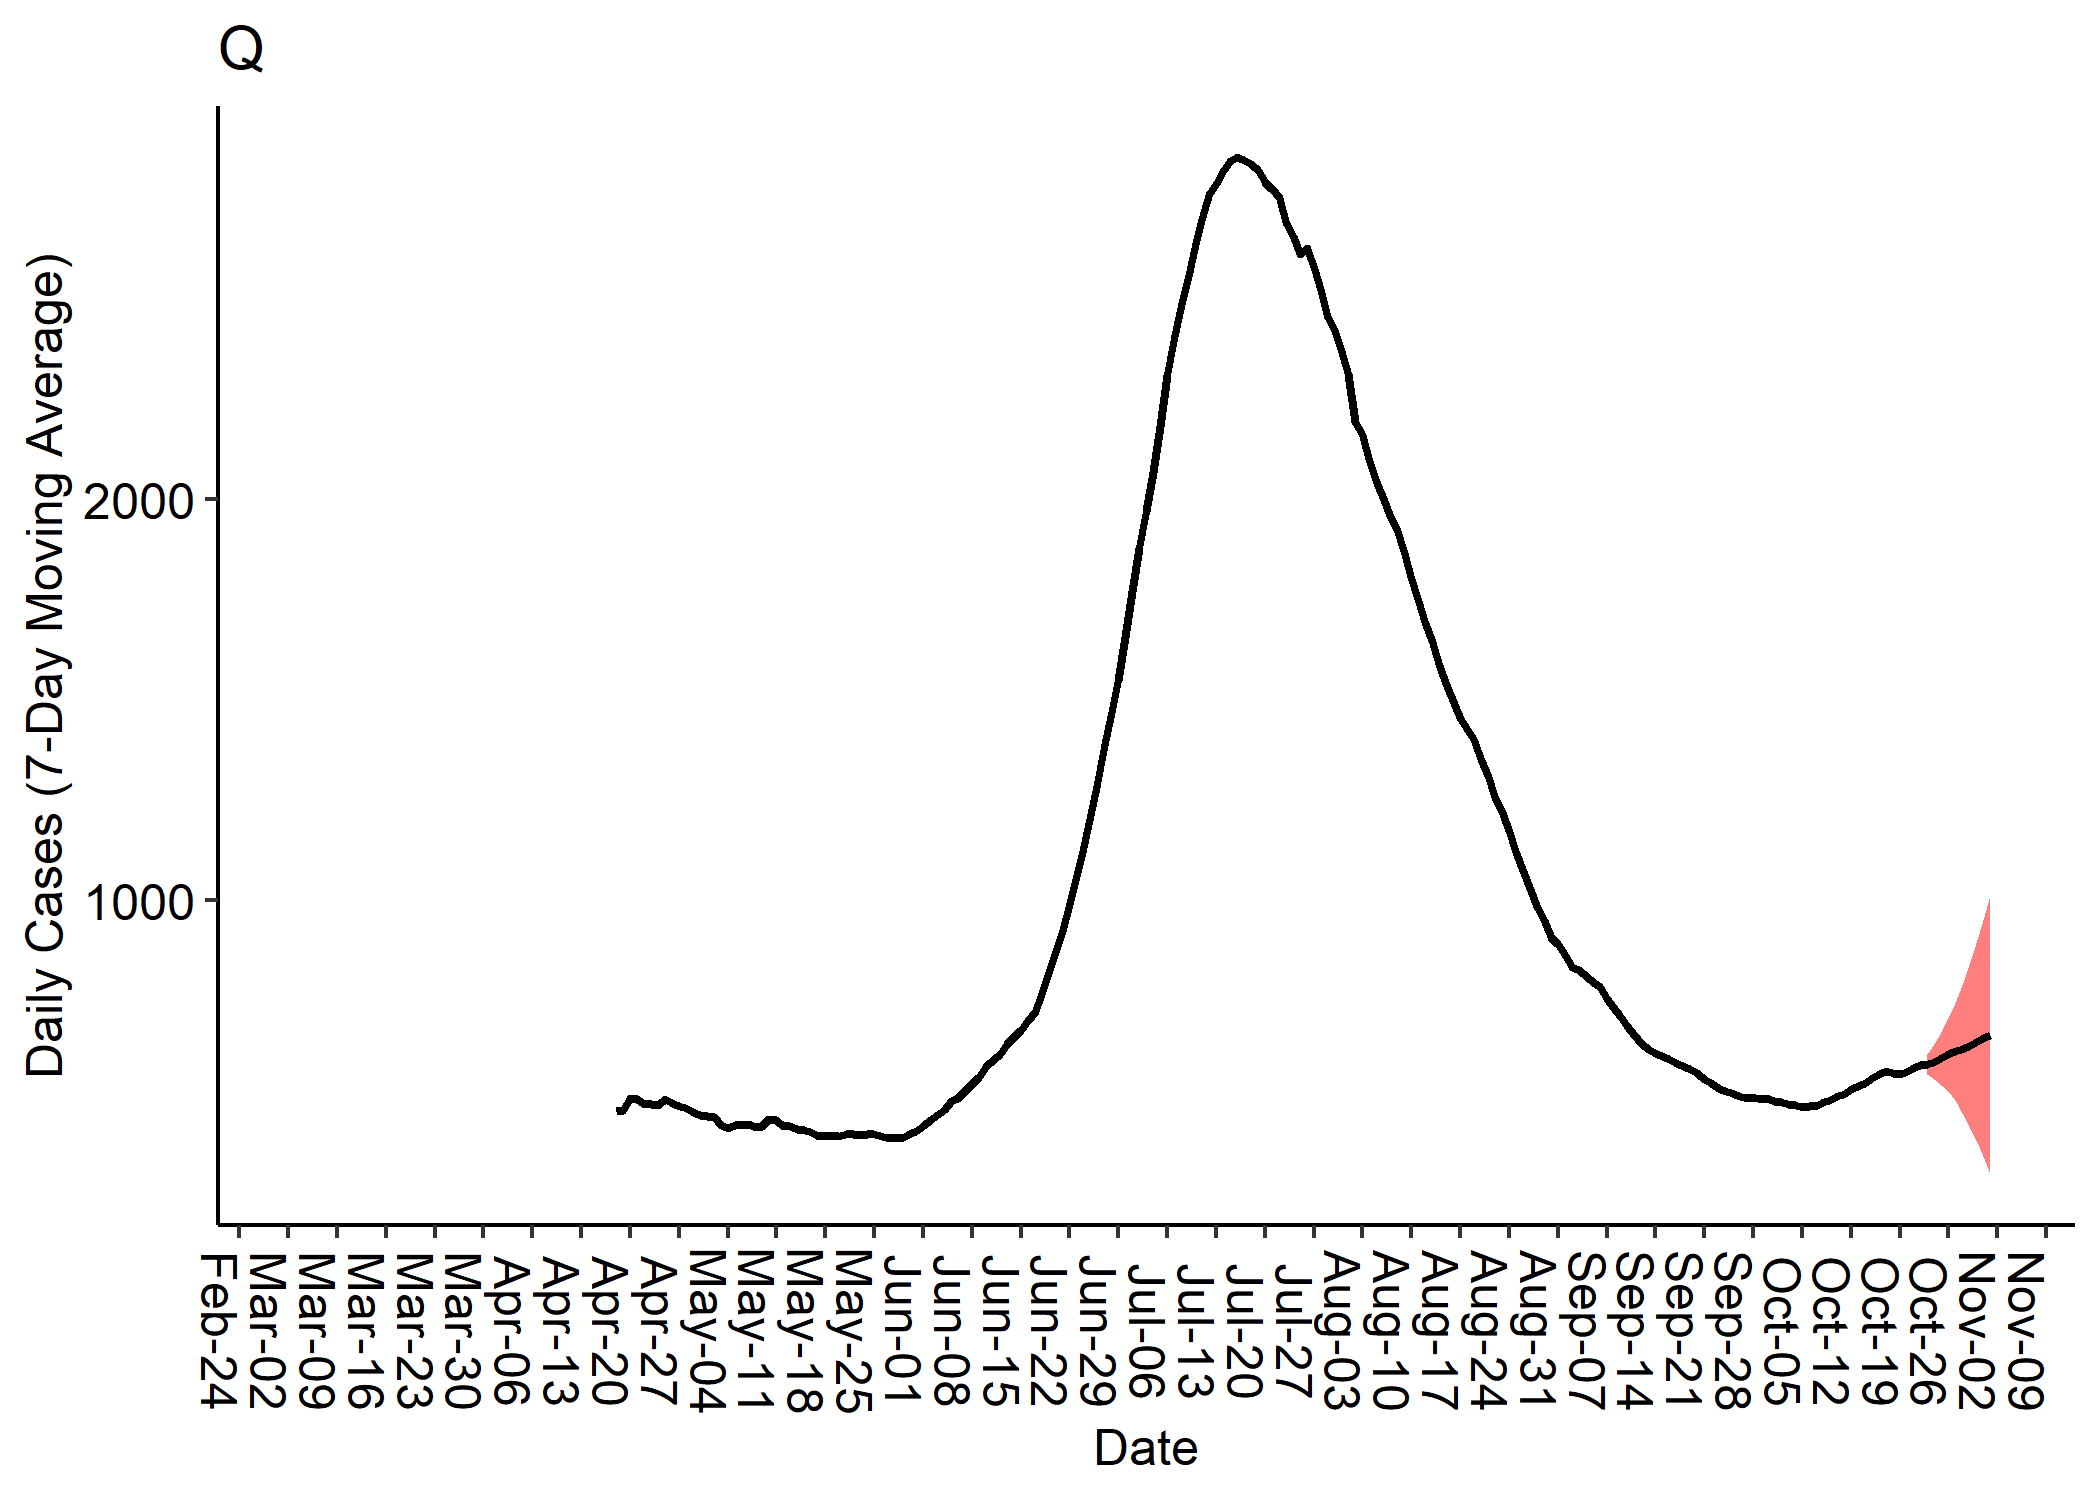 Q
Daily Cases (7-Day Moving Average)
2000
1000
Feb-24
Mar-02
Mar-09
Mar-16
Mar-23
Mar-30
Apr-06
Apr-13
Apr-20
Apr-27
May-04
May-11
May-18
May-25
Jun-01
Jun-08
Jun-15
Jun-22
Jun-29
Jul-06
Jul-13
Jul-20
Jul-27
Aug-03
Aug-10
Aug-17
Aug-24
Aug-31
Sep-07
Sep-14
Sep-21
Sep-28
Oct-05
Oct-12
Oct-19
Oct-26
Nov-02
Nov-09
Date